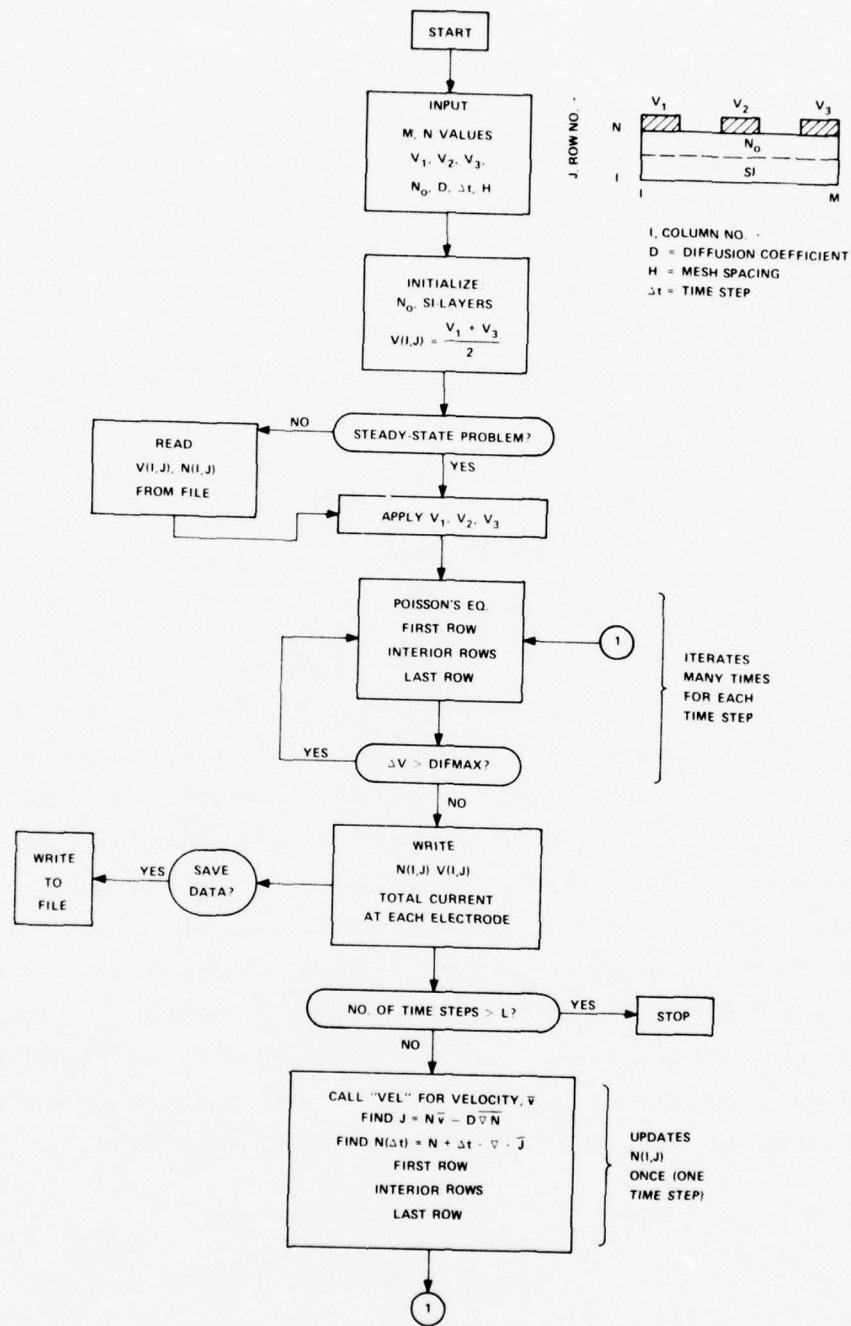 START
INPUT
M, N VALUES
V₁, V₂, V₃,
N₀, D, Δt, H
J, ROW NO.
V₁ V₂ V₃
N
N₀
SI
I
I M
I, COLUMN NO.
D = DIFFUSION COEFFICIENT
H = MESH SPACING
Δt = TIME STEP
INITIALIZE:
N₀, SI-LAYERS
V(I,J) = V₁ + V₃
2
STEADY-STATE PROBLEM?
NO
YES
READ
V(I,J), N(I,J)
FROM FILE
APPLY V₁, V₂, V₃
POISSON'S EQ.
FIRST ROW
INTERIOR ROWS
LAST ROW
1
ITERATES
MANY TIMES
FOR EACH
TIME STEP
ΔV > DIFMAX?
YES
NO
WRITE
N(I,J) V(I,J)
TOTAL CURRENT
AT EACH ELECTRODE
SAVE
DATA?
YES
WRITE
TO
FILE
NO. OF TIME STEPS > L?
YES
STOP
NO
CALL "VEL" FOR VELOCITY, v̅
FIND J = N v̅ − D ∇̅ N̅
FIND N(Δt) = N + Δt · ∇ · J̅
FIRST ROW
INTERIOR ROWS
LAST ROW
UPDATES
N(I,J)
ONCE (ONE
TIME STEP)
1